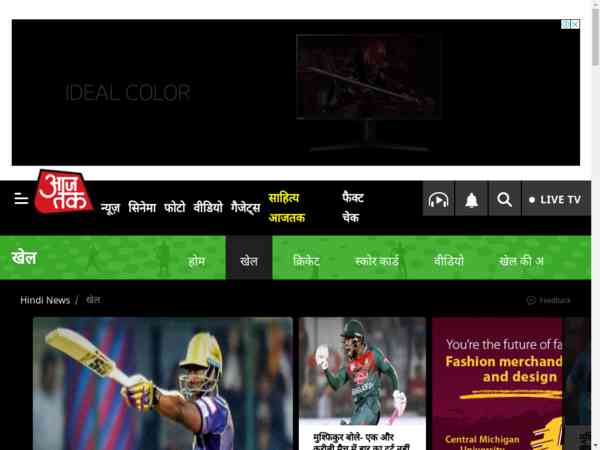 IDEAL COLOR
आज
तक
न्यूज़ सिनेमा फोटो वीडियो गैजेट्स साहित्य आजतक फैक्ट चेक
LIVE TV
खेल
होम खेल क्रिकेट स्कोर कार्ड वीडियो खेल की अ
Hindi News / खेल
Feedback
मुश्फिकुर बोले- एक और
You're the future of fa
Fashion merchand
and design
Central Michigan
University